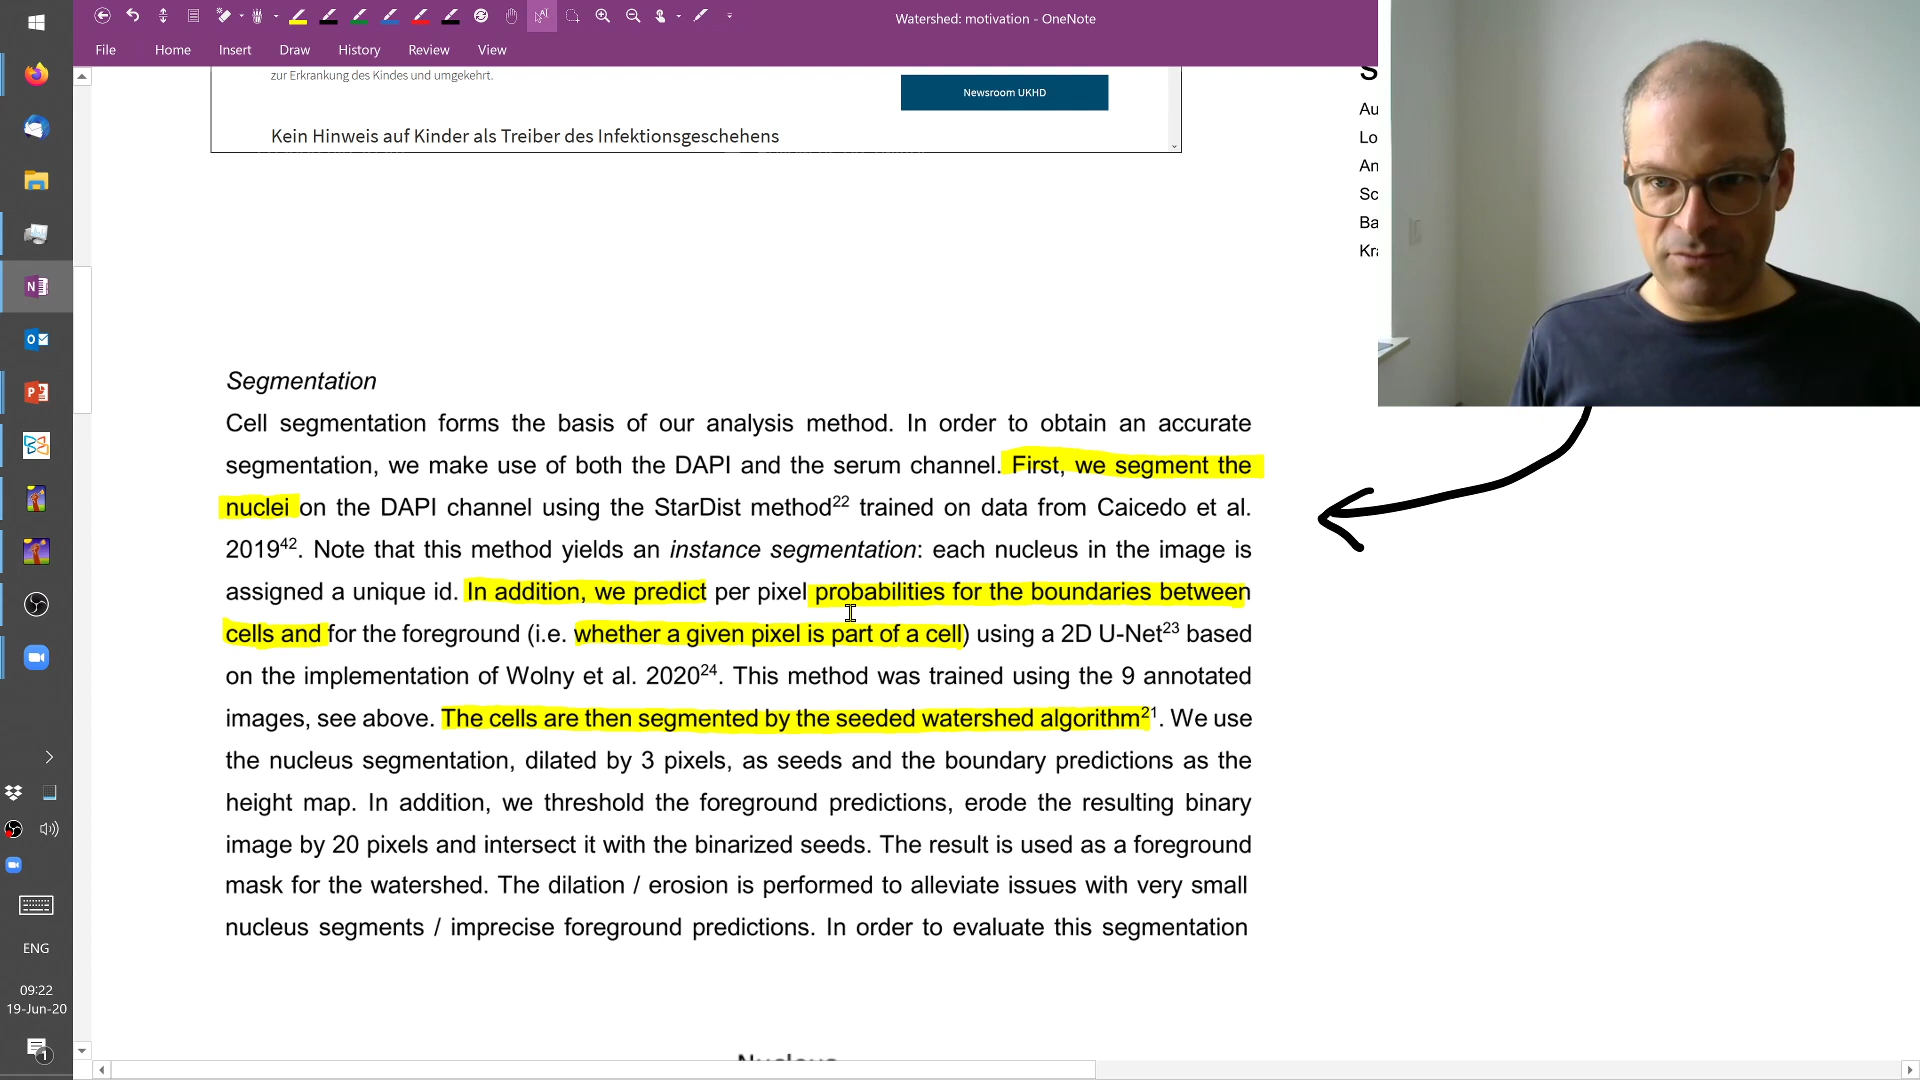 Watershed: motivation - OneNote
File Home Insert Draw History Review View
zur Erkrankung des Kindes und umgekehrt.
Newsroom UKHD
Kein Hinweis auf Kinder als Treiber des Infektionsgeschehens
Au
Lo
An
Sc
Ba
Segmentation
Cell segmentation forms the basis of our analysis method. In order to obtain an accurate
segmentation, we make use of both the DAPI and the serum channel. First, we segment the
nuclei on the DAPI channel using the StarDist method22 trained on data from Caicedo et al.
201942. Note that this method yields an instance segmentation: each nucleus in the image is
assigned a unique id. In addition, we predict per pixel probabilities for the boundaries between
cells and for the foreground (i.e. whether a given pixel is part of a cell) using a 2D U-Net23 based
on the implementation of Wolny et al. 202024. This method was trained using the 9 annotated
images, see above. The cells are then segmented by the seeded watershed algorithm21. We use
the nucleus segmentation, dilated by 3 pixels, as seeds and the boundary predictions as the
height map. In addition, we threshold the foreground predictions, erode the resulting binary
image by 20 pixels and intersect it with the binarized seeds. The result is used as a foreground
mask for the watershed. The dilation / erosion is performed to alleviate issues with very small
nucleus segments / imprecise foreground predictions. In order to evaluate this segmentation
ENG
09:22
19-Jun-20
1